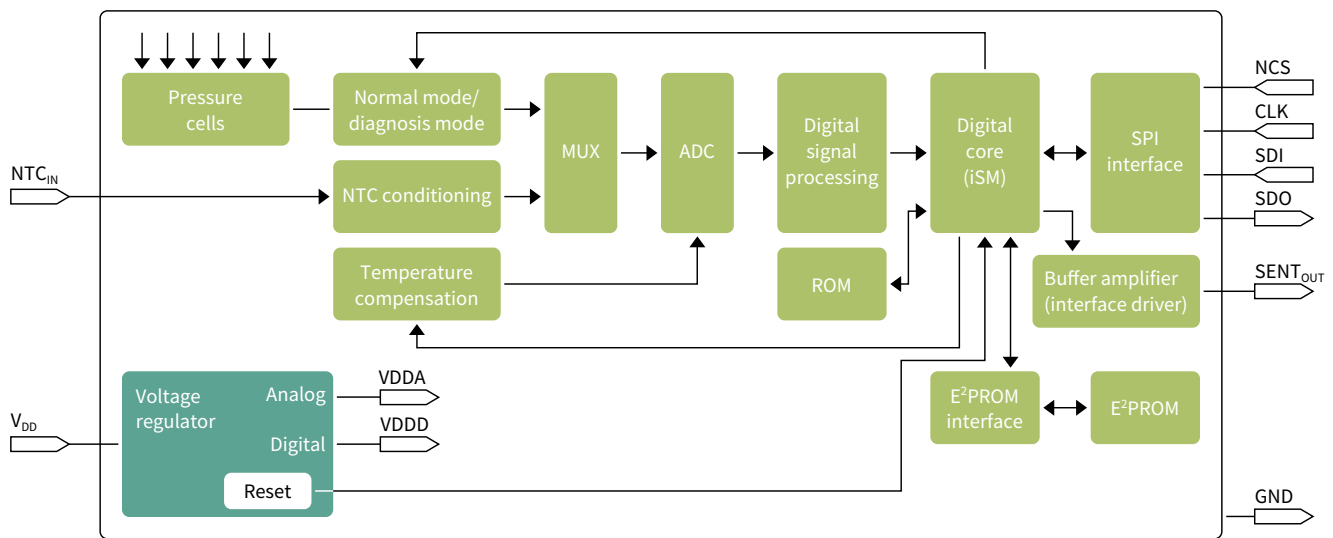 Pressure
cells
Normal mode/
diagnosis mode
MUX
ADC
Digital
signal
processing
Digital
core
(iSM)
SPI
interface
NCS
CLK
SDI
SDO
NTC_IN
NTC conditioning
Temperature
compensation
ROM
Buffer amplifier
(interface driver)
SENT_OUT
Voltage
regulator
Analog
Digital
Reset
VDDA
VDDD
V_DD
E²PROM
interface
E²PROM
GND